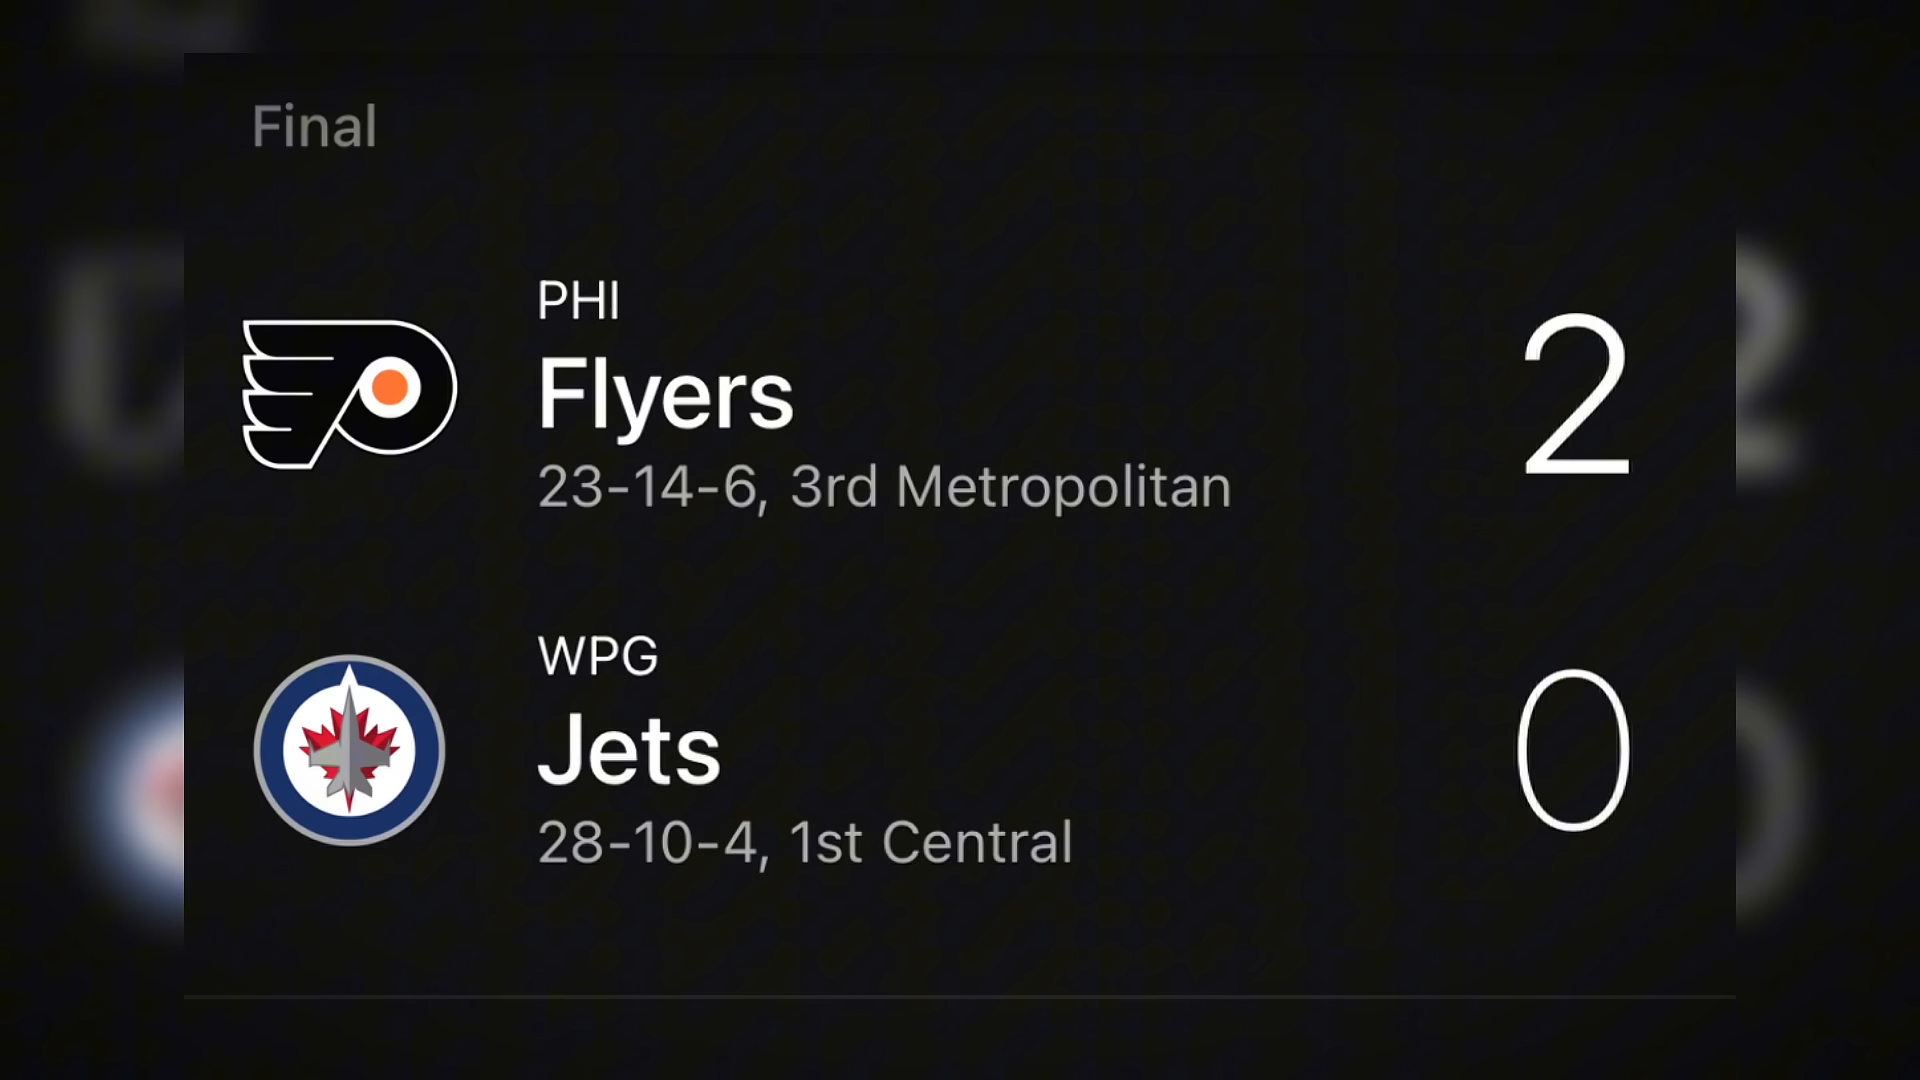 Final
PHI
Flyers
2
23-14-6, 3rd Metropolitan
WPG
Jets
0
28-10-4, 1st Central